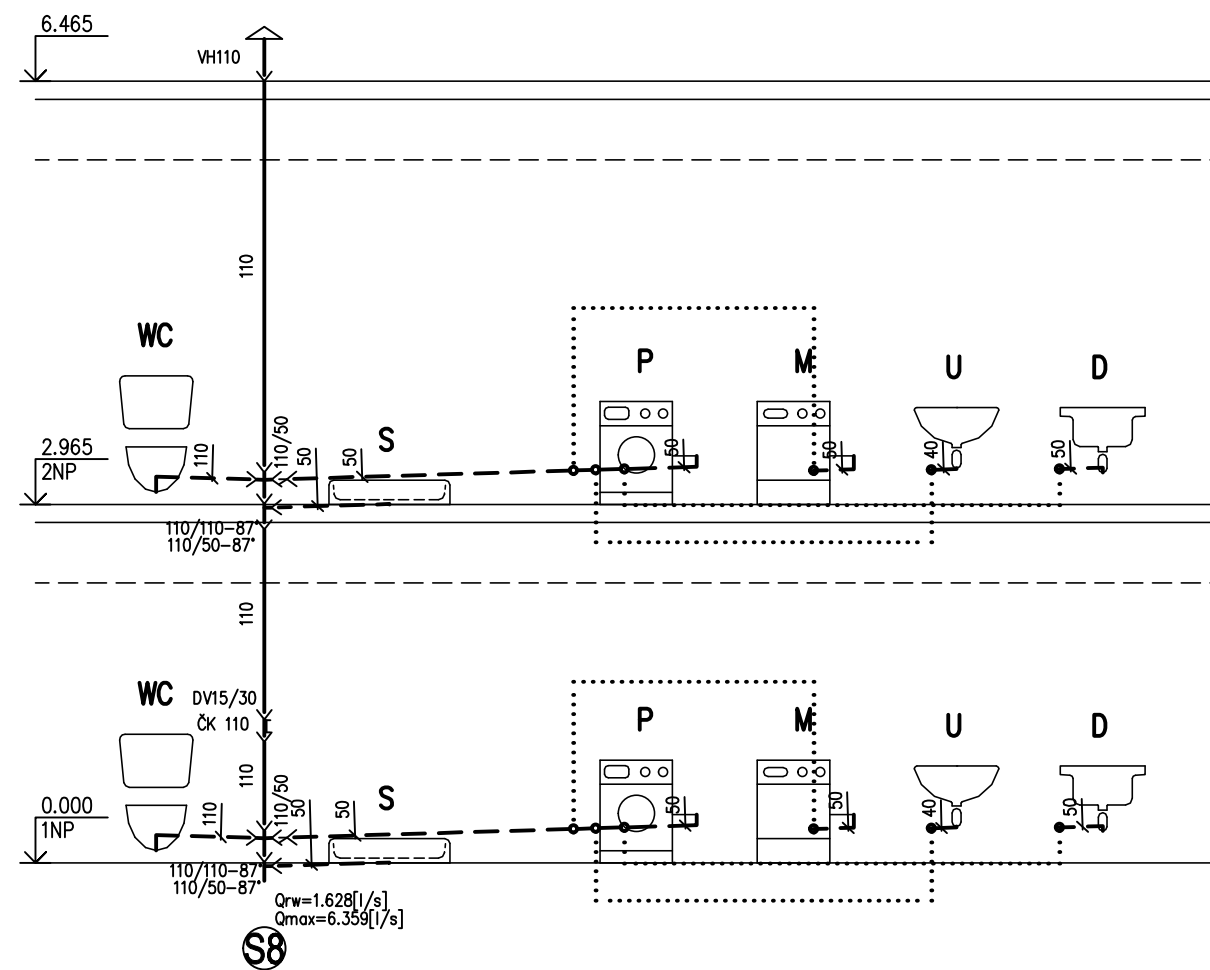 6.465
VH110
110
WC
P
M
U
D
S
110/50
2.965
2NP
110
50
50
50
50
40
50
110/110-87°
110/50-87°
110
WC
DV15/30
ČK 110
P
M
U
D
110
S
110/50
0.000
1NP
110
50
50
50
50
40
50
110/110-87°
110/50-87°
Qrw=1.628[l/s]
Qmax=6.359[l/s]
S8